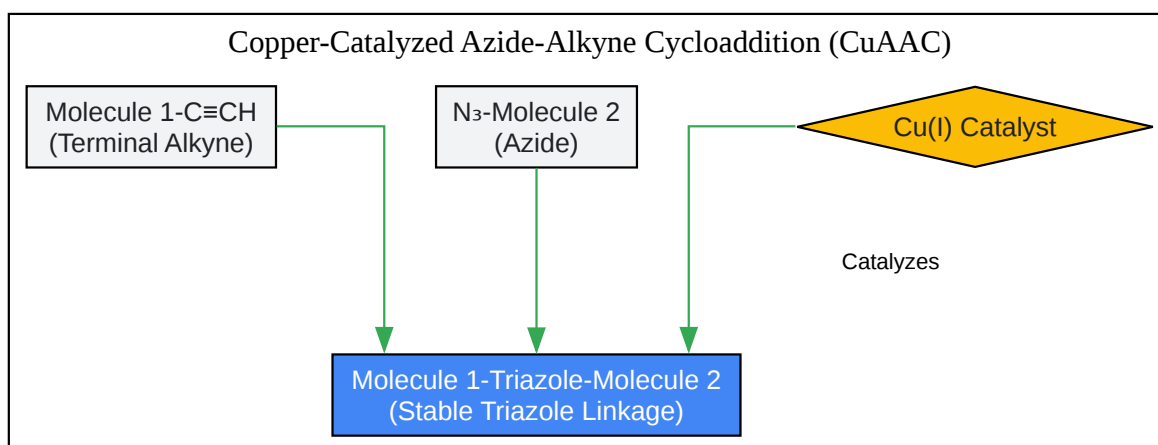 Copper-Catalyzed Azide-Alkyne Cycloaddition (CuAAC)
Molecule 1-C≡CH
(Terminal Alkyne)
N₃-Molecule 2
(Azide)
Cu(I) Catalyst
Catalyzes
Molecule 1-Triazole-Molecule 2
(Stable Triazole Linkage)